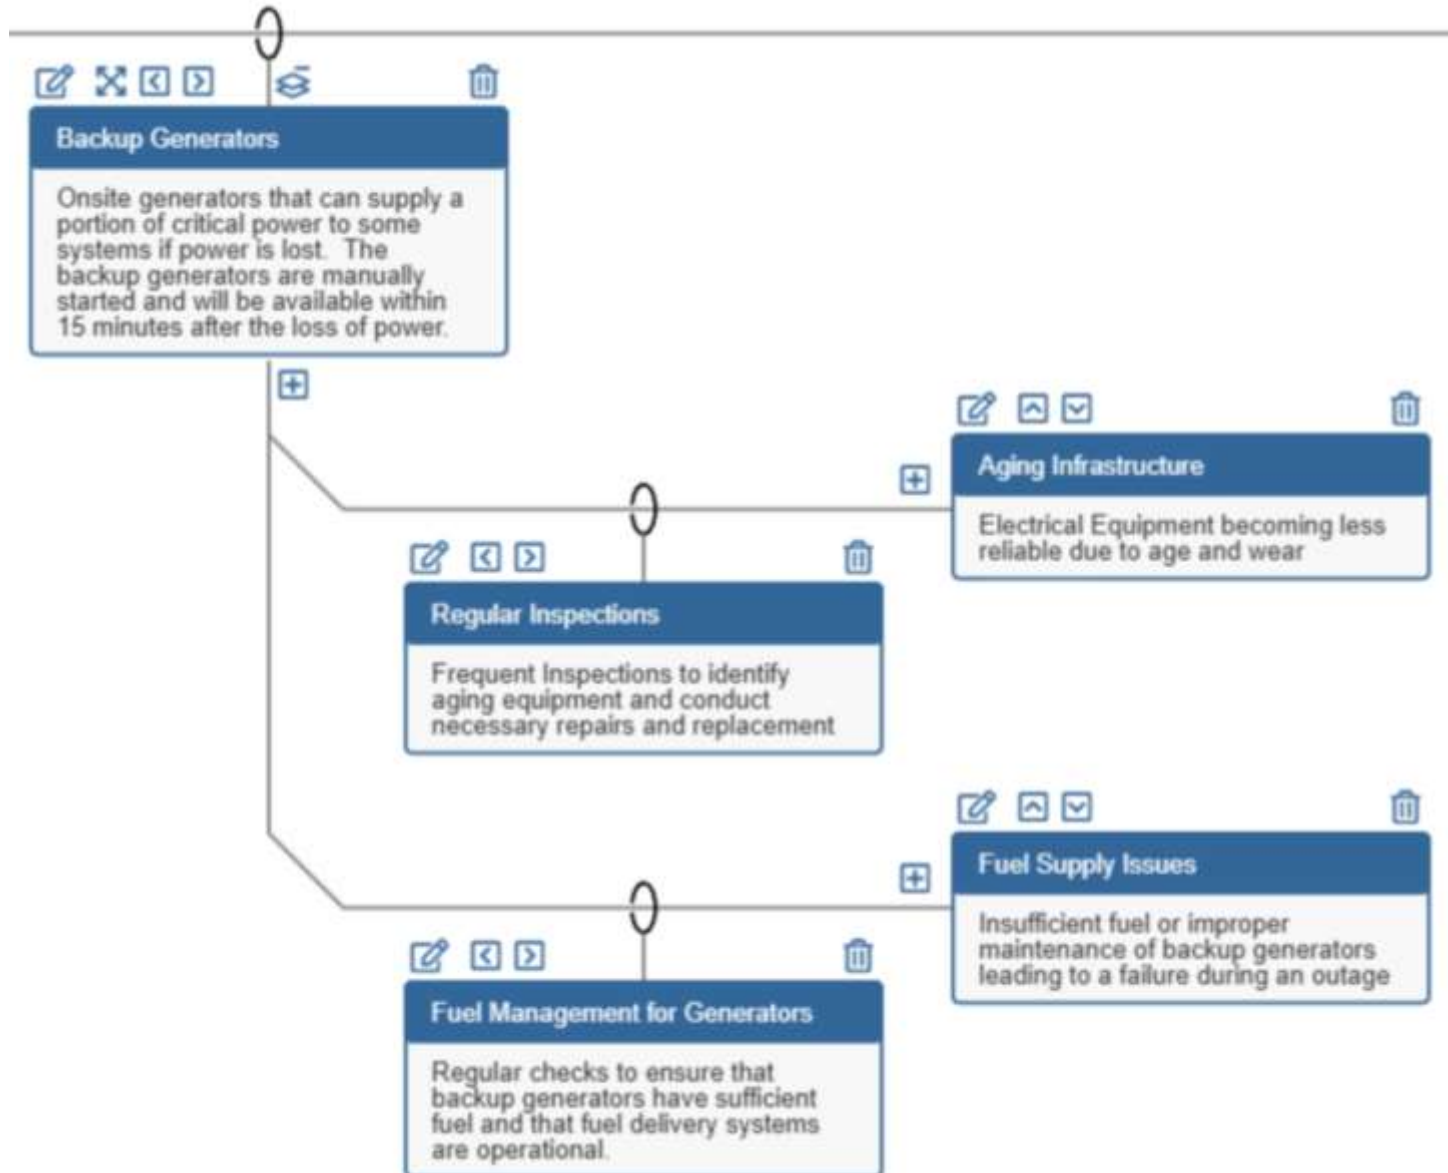 Backup Generators
Onsite generators that can supply a
portion of critical power to some
systems if power is lost.  The
backup generators are manually
started and will be available within
15 minutes after the loss of power.
Aging Infrastructure
Electrical Equipment becoming less
reliable due to age and wear
Regular Inspections
Frequent Inspections to identify
aging equipment and conduct
necessary repairs and replacement
Fuel Supply Issues
Insufficient fuel or improper
maintenance of backup generators
leading to a failure during an outage
Fuel Management for Generators
Regular checks to ensure that
backup generators have sufficient
fuel and that fuel delivery systems
are operational.